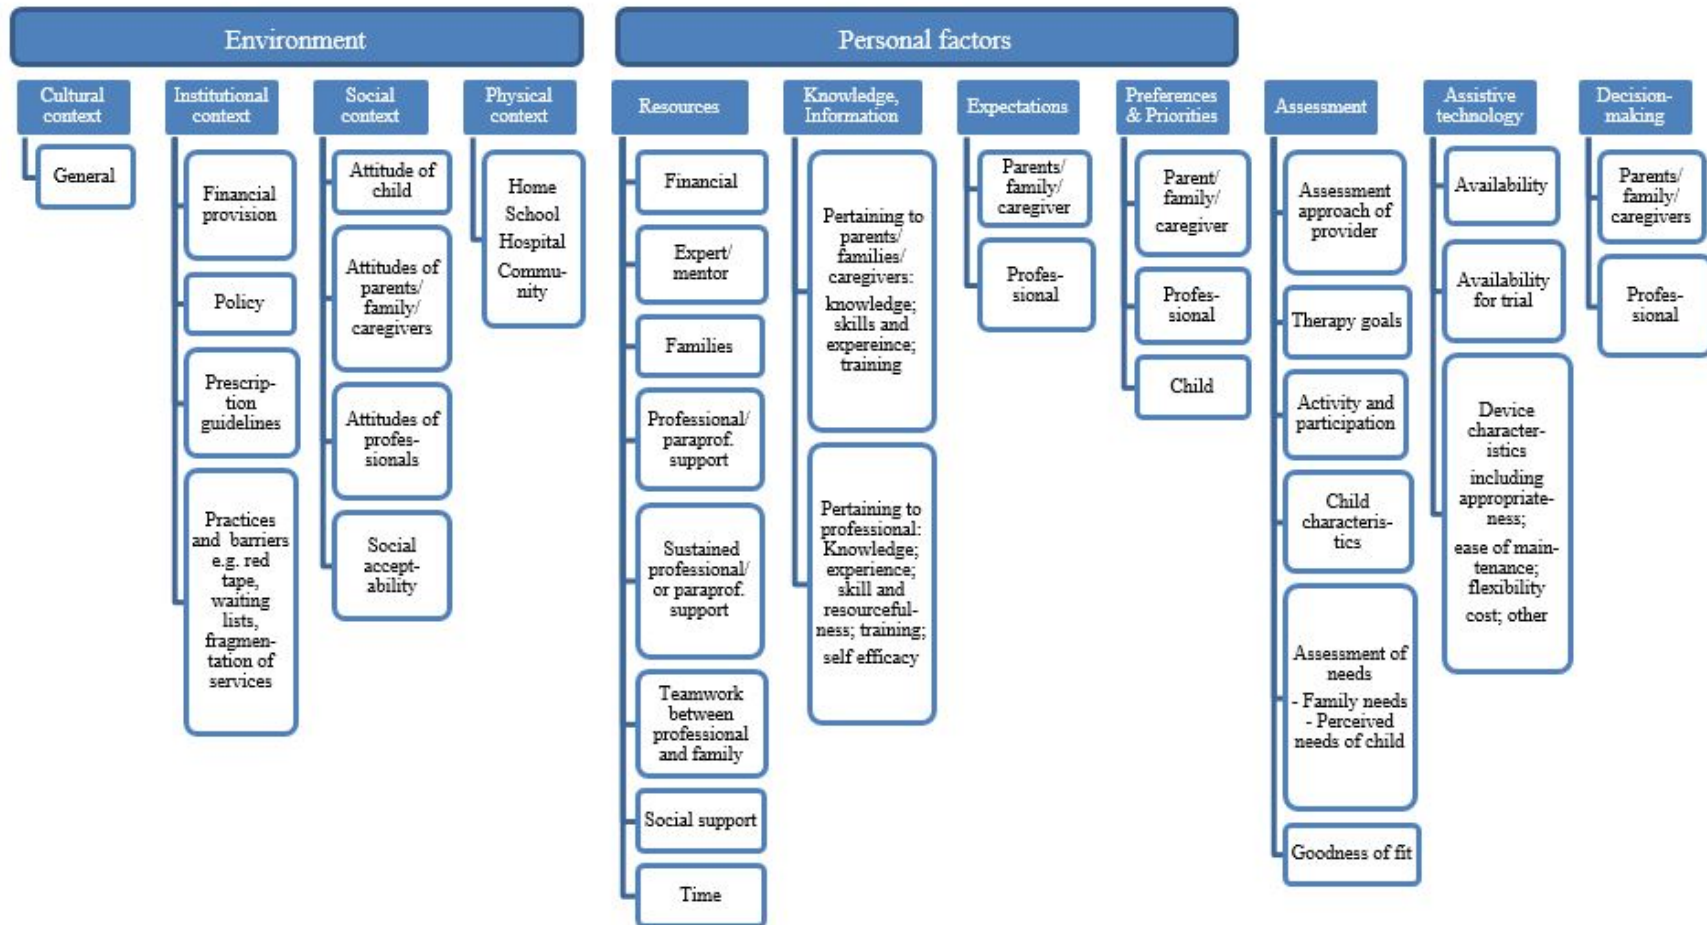 Environment
Personal factors
Cultural
context
General
Institutional
context
Financial
provision
Policy
Prescrip-
tion
guidelines
Practices
and barriers
e.g. red
tape,
waiting
lists,
fragmen-
tation of
services
Social
context
Attitude of
child
Attitudes of
parents/
family/
caregivers
Attitudes of
profes-
sionals
Social
accept-
ability
Physical
context
Home
School
Hospital
Commu-
nity
Resources
Financial
Expert/
mentor
Families
Professional/
paraprof.
support
Sustained
professional/
or paraprof.
support
Teamwork
between
professional
and family
Social support
Time
Knowledge,
Information
Pertaining to
parents/
families/
caregivers:
knowledge;
skills and
expereince;
training
Pertaining to
professional:
Knowledge;
experience;
skill and
resourceful-
ness; training;
self efficacy
Expectations
Parents/
family/
caregiver
Profes-
sional
Preferences
& Priorities
Parent/
family/
caregiver
Profes-
sional
Child
Assessment
Assessment
approach of
provider
Therapy goals
Activity and
participation
Child
characteris-
tics
Assessment of
needs
- Family needs
- Perceived
needs of child
Goodness of fit
Assistive
technology
Availability
Availability
for trial
Device
character-
istics
including
appropriate-
ness;
ease of main-
tenance;
flexibility
cost; other
Decision-
making
Parents/
family/
caregivers
Profes-
sional